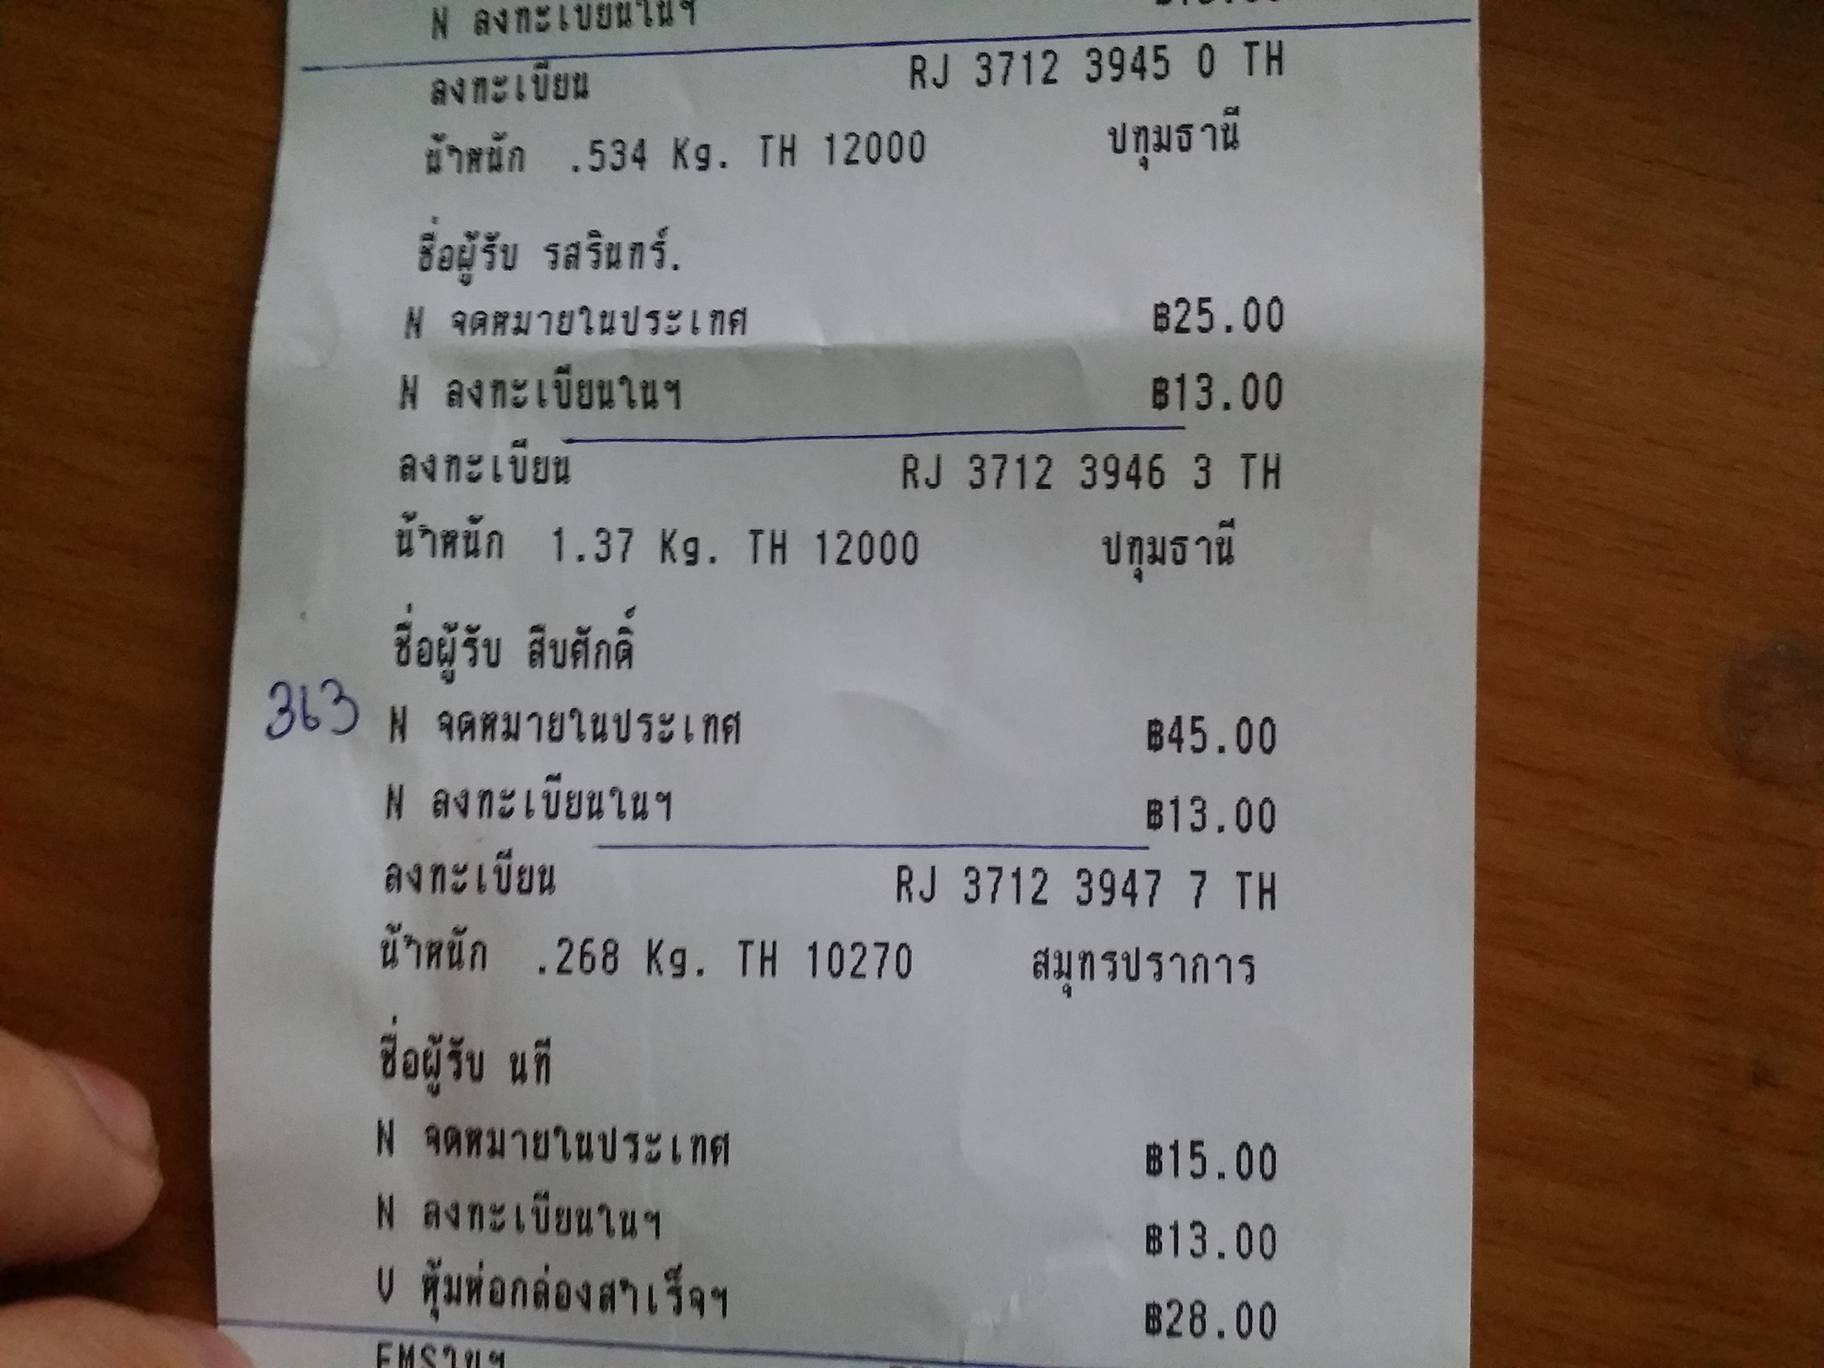 N ลงทะเบียนในฯ
ลงทะเบียน RJ 3712 3945 0 TH
น้ำหนัก .534 Kg. TH 12000 ปทุมธานี
ชื่อผู้รับ รสรินทร์.
N จดหมายในประเทศ ฿25.00
N ลงทะเบียนในฯ ฿13.00
ลงทะเบียน RJ 3712 3946 3 TH
น้ำหนัก 1.37 Kg. TH 12000 ปทุมธานี
ชื่อผู้รับ สืบศักดิ์
363 N จดหมายในประเทศ ฿45.00
N ลงทะเบียนในฯ ฿13.00
ลงทะเบียน RJ 3712 3947 7 TH
น้ำหนัก .268 Kg. TH 10270 สมุทรปราการ
ชื่อผู้รับ นที
N จดหมายในประเทศ ฿15.00
N ลงทะเบียนในฯ ฿13.00
V หุ้มห่อกล่องสำเร็จฯ ฿28.00
EMSในฯ